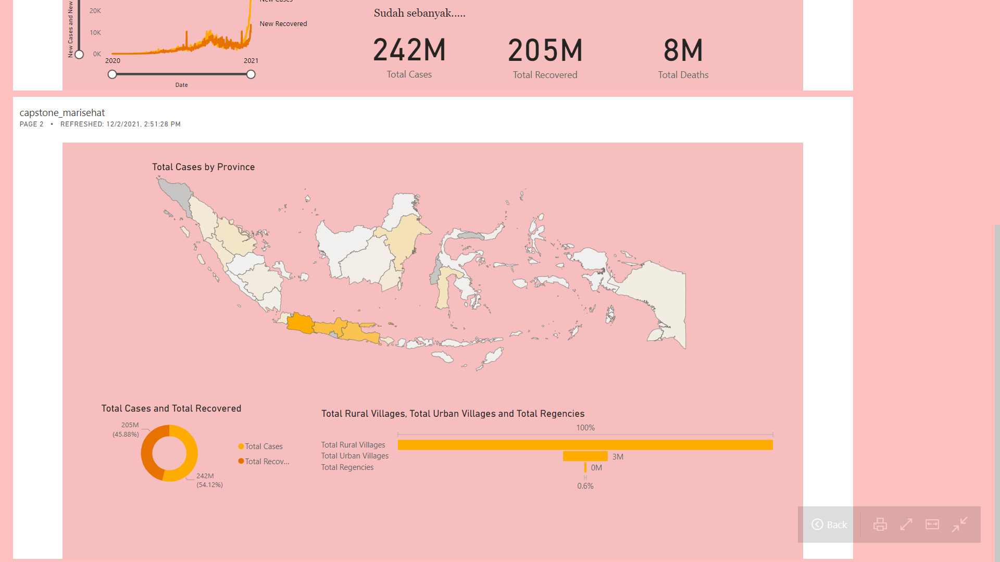 New Cases
New Cases and New
20K
10K
0K
New Recovered
2020
2021
Date
Sudah sebanyak.....
242M
Total Cases
205M
Total Recovered
8M
Total Deaths
capstone_marisehat
PAGE 2 • REFRESHED: 12/2/2021, 2:51:28 PM
Total Cases by Province
Total Cases and Total Recovered
205M
(45.88%)
242M
(54.12%)
Total Cases
Total Recov...
Total Rural Villages, Total Urban Villages and Total Regencies
100%
Total Rural Villages
Total Urban Villages
3M
Total Regencies
0M
0.6%
Back